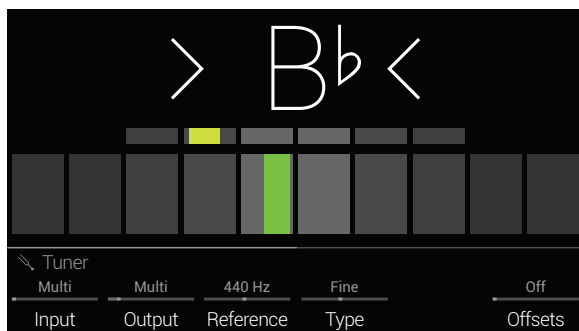 > B♭ <
Tuner
Multi Multi 440 Hz Fine Off
Input Output Reference Type Offsets